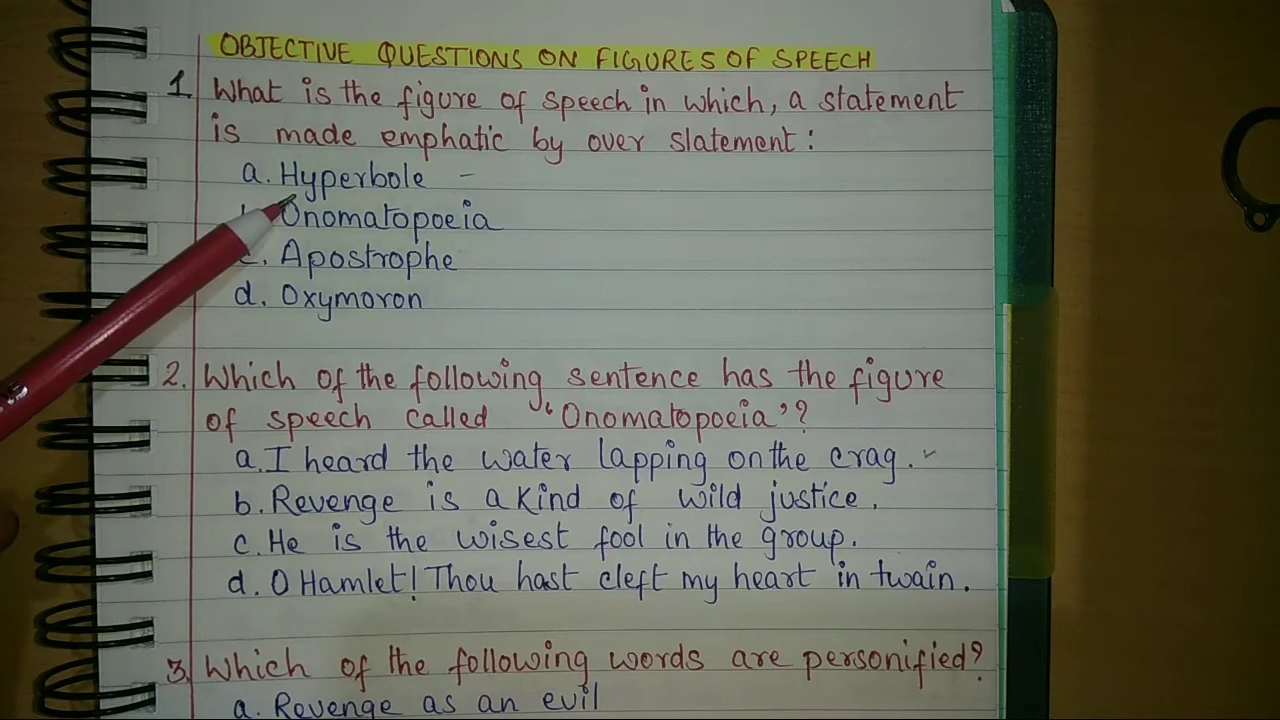 OBJECTIVE QUESTIONS ON FIGURES OF SPEECH
1. What is the figure of speech in which, a statement
is made emphatic by over slatement :
a. Hyperbole -
Onomatopoeia
c. Apostrophe
d. Oxymoron
2. Which of the following sentence has the figure
of speech called 'Onomatopoeia'?
a. I heard the water lapping on the crag.
b. Revenge is a kind of wild justice.
c. He is the wisest fool in the group.
d. O Hamlet! Thou hast cleft my heart in twain.
3. Which of the following words are personified?
a. Revenge as an evil